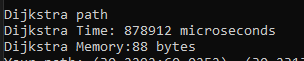 Dijkstra path
Dijkstra Time: 878912 microseconds
Dijkstra Memory:88 bytes